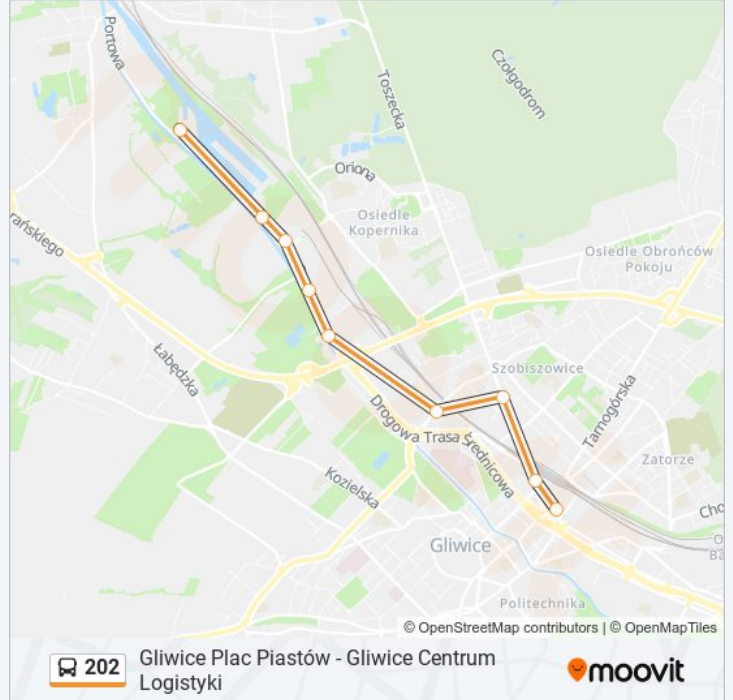 Portowa
Czołgodrom
Toszecka
Oriona
Osiedle
Kopernika
rańskiego
Osiedle Obrońców
Pokoju
Łabędzka
Szobiszowice
Tarnogórska
Drogowa Trasa Średnicowa
Zatorze
Kozielska
Cho
Gliwice
O
Ba
Politechnika
© OpenStreetMap contributors | © OpenMapTiles
202
Gliwice Plac Piastów - Gliwice Centrum
Logistyki
moovit